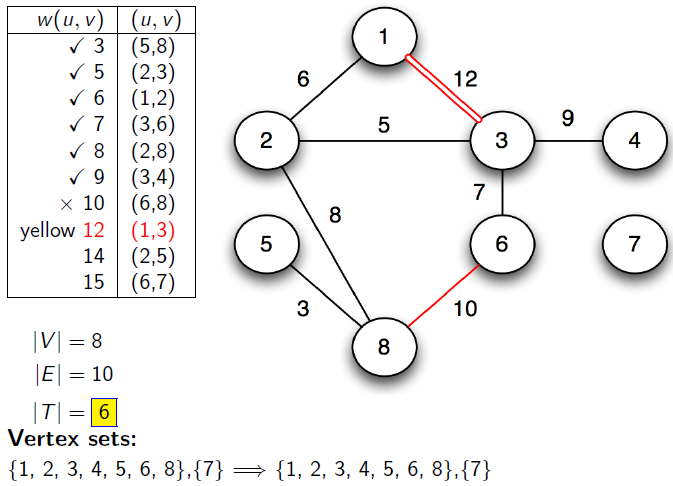 w(u, v) (u, v)
✓ 3 (5,8)
✓ 5 (2,3)
✓ 6 (1,2)
✓ 7 (3,6)
✓ 8 (2,8)
✓ 9 (3,4)
× 10 (6,8)
yellow 12 (1,3)
14 (2,5)
15 (6,7)
1
6
12
2
5
3
9
4
8
7
5
6
7
3
10
8
|V| = 8
|E| = 10
|T| = 6
Vertex sets:
{1, 2, 3, 4, 5, 6, 8},{7} ⟹ {1, 2, 3, 4, 5, 6, 8},{7}